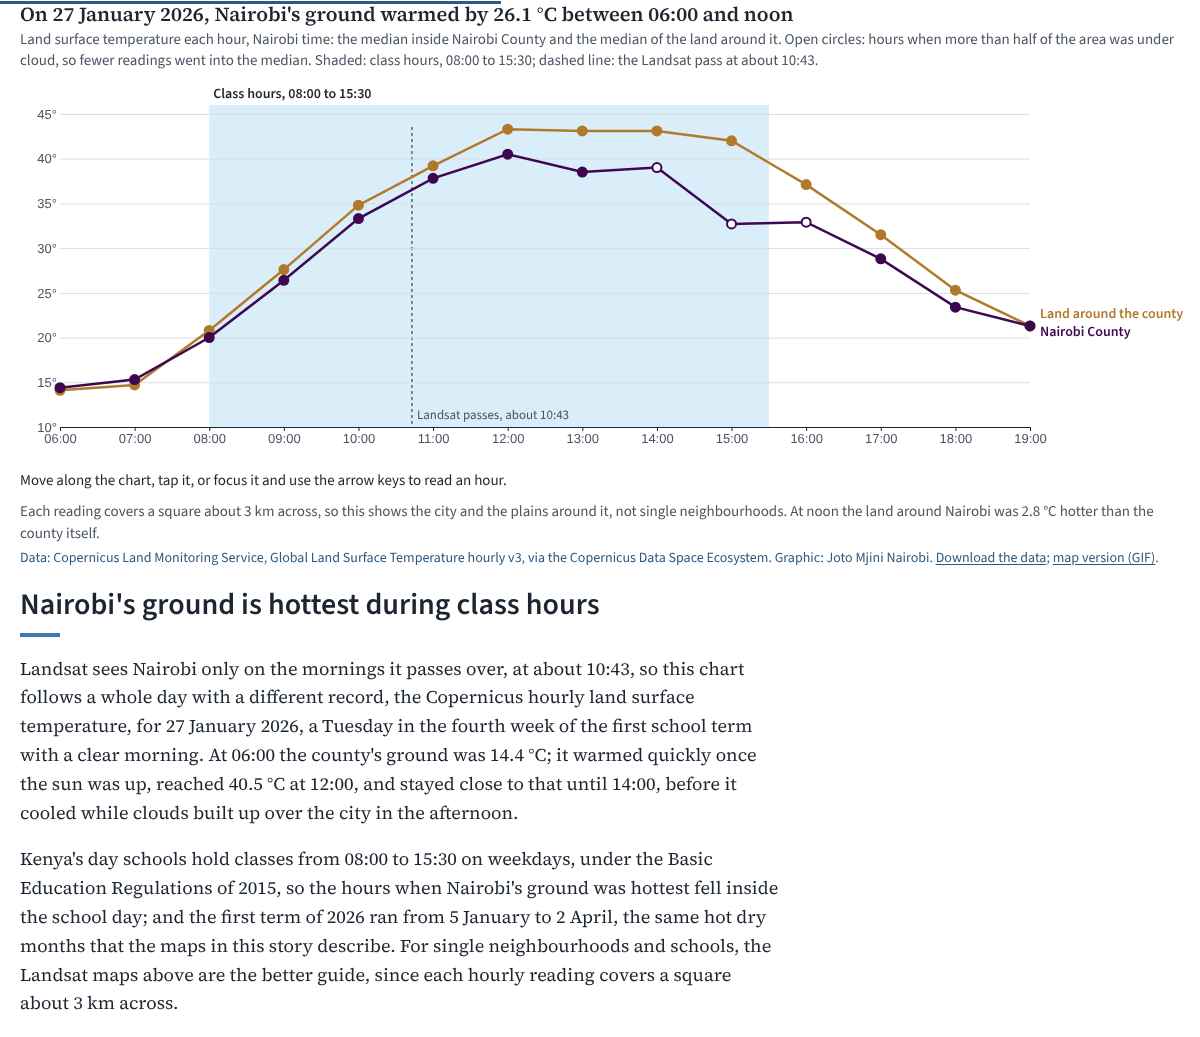 On 27 January 2026, Nairobi's ground warmed by 26.1 °C between 06:00 and noon
Land surface temperature each hour, Nairobi time: the median inside Nairobi County and the median of the land around it. Open circles: hours when more than half of the area was under
cloud, so fewer readings went into the median. Shaded: class hours, 08:00 to 15:30; dashed line: the Landsat pass at about 10:43.
Class hours, 08:00 to 15:30
45°
40°
35°
30°
25°
20°
15°
10°
Land around the county
Nairobi County
Landsat passes, about 10:43
06:00 07:00 08:00 09:00 10:00 11:00 12:00 13:00 14:00 15:00 16:00 17:00 18:00 19:00
Move along the chart, tap it, or focus it and use the arrow keys to read an hour.
Each reading covers a square about 3 km across, so this shows the city and the plains around it, not single neighbourhoods. At noon the land around Nairobi was 2.8 °C hotter than the
county itself.
Data: Copernicus Land Monitoring Service, Global Land Surface Temperature hourly v3, via the Copernicus Data Space Ecosystem. Graphic: Joto Mjini Nairobi. Download the data; map version (GIF).
Nairobi's ground is hottest during class hours
Landsat sees Nairobi only on the mornings it passes over, at about 10:43, so this chart
follows a whole day with a different record, the Copernicus hourly land surface
temperature, for 27 January 2026, a Tuesday in the fourth week of the first school term
with a clear morning. At 06:00 the county's ground was 14.4 °C; it warmed quickly once
the sun was up, reached 40.5 °C at 12:00, and stayed close to that until 14:00, before it
cooled while clouds built up over the city in the afternoon.
Kenya's day schools hold classes from 08:00 to 15:30 on weekdays, under the Basic
Education Regulations of 2015, so the hours when Nairobi's ground was hottest fell inside
the school day; and the first term of 2026 ran from 5 January to 2 April, the same hot dry
months that the maps in this story describe. For single neighbourhoods and schools, the
Landsat maps above are the better guide, since each hourly reading covers a square
about 3 km across.